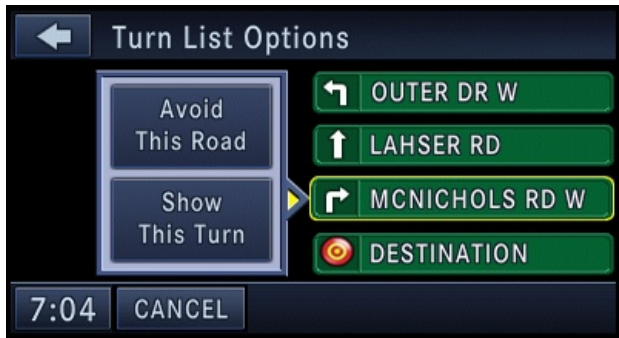 Turn List Options
Avoid
This Road
Show
This Turn
OUTER DR W
LAHSER RD
MCNICHOLS RD W
DESTINATION
7:04
CANCEL